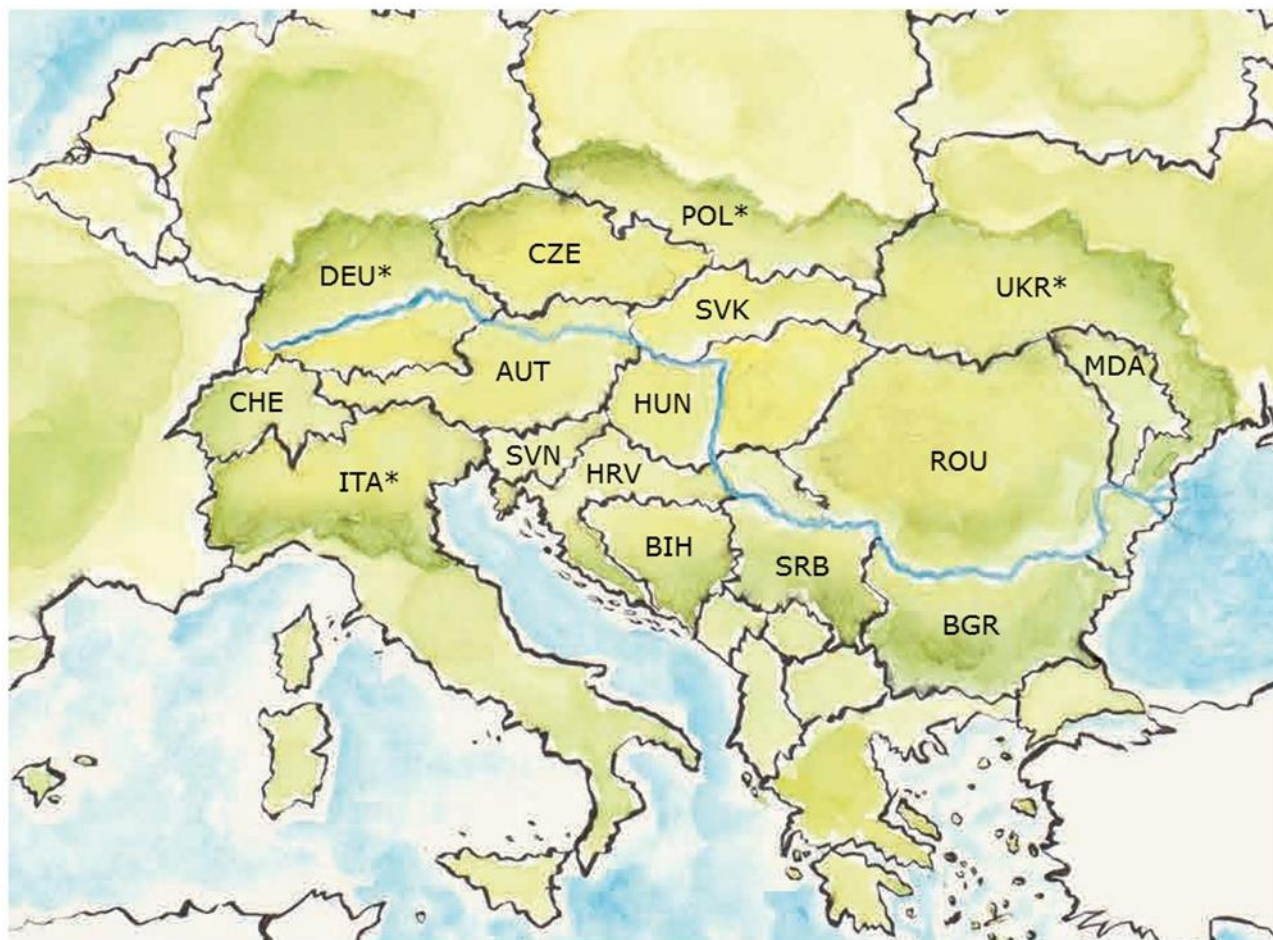 POL*
CZE
DEU*
UKR*
SVK
MDA
AUT
CHE
HUN
SVN
ROU
HRV
ITA*
BIH
SRB
BGR